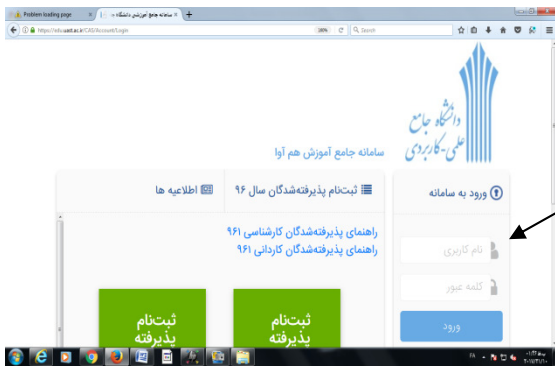 Problem loading page
سامانه جامع آموزشی دانشگاه
https://edu.uast.ac.ir/CAS/Account/Login
Search
دانشگاه جامع
علمی-کاربردی
سامانه جامع آموزش هم آوا
ورود به سامانه
ثبت‌نام پذیرفته‌شدگان سال ۹۶
اطلاعیه ها
راهنمای پذیرفته‌شدگان کارشناسی ۹۶۱
راهنمای پذیرفته‌شدگان کاردانی ۹۶۱
نام کاربری
کلمه عبور
ورود
ثبت‌نام
پذیرفته
ثبت‌نام
پذیرفته
FA